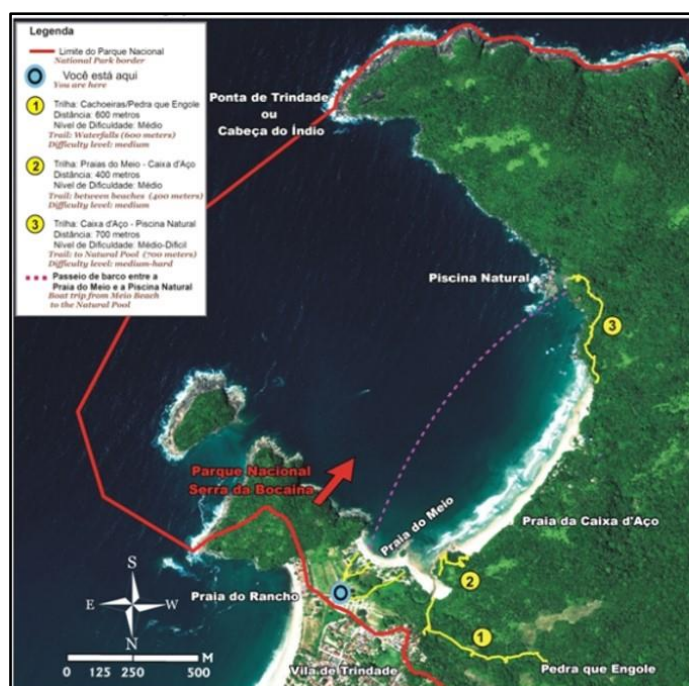 Legenda
Limite do Parque Nacional
National Park border
O
Você está aqui
You are here
1
Trilha: Cachoeiras/Pedra que Engole
Distância: 600 metros
Nível de Dificuldade: Médio
Trail: Waterfalls (600 meters)
Difficulty level: medium
2
Trilha: Praias do Meio - Caixa d'Aço
Distância: 400 metros
Nível de Dificuldade: Médio
Trail: between beaches (400 meters)
Difficulty level: medium
3
Trilha: Caixa d'Aço - Piscina Natural
Distância: 700 metros
Nível de Dificuldade: Médio-Difícil
Trail: to Natural Pool (700 meters)
Difficulty level: medium-hard
Passeio de barco entre a
Praia do Meio e a Piscina Natural
Boat trip from Meio Beach
to the Natural Pool
Ponta de Trindade
ou
Cabeça do Índio
Piscina Natural
3
Parque Nacional
Serra da Bocaina
Praia do Meio
Praia da Caixa d'Aço
2
Praia do Rancho
O
1
Pedra que Engole
Vila de Trindade
S
E
W
N
0 125 250 500 M